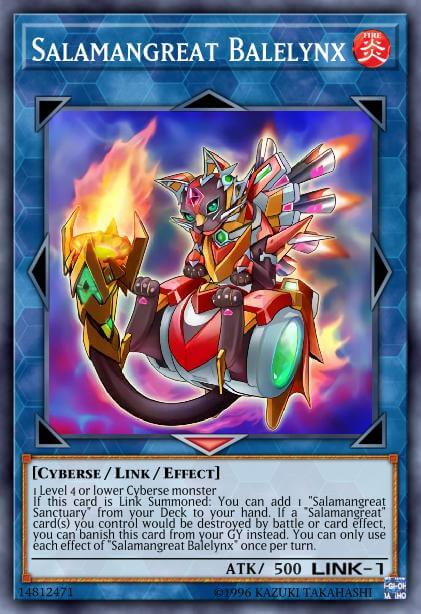 SALAMANGREAT BALELYNX
FIRE
炎
[CYBERSE / LINK / EFFECT]
1 Level 4 or lower Cyberse monster
If this card is Link Summoned: You can add 1 "Salamangreat
Sanctuary" from your Deck to your hand. If a "Salamangreat"
card(s) you control would be destroyed by battle or card effect,
you can banish this card from your GY instead. You can only use
each effect of "Salamangreat Balelynx" once per turn.
ATK/ 500 LINK-1
14812471
©1996 KAZUKI TAKAHASHI